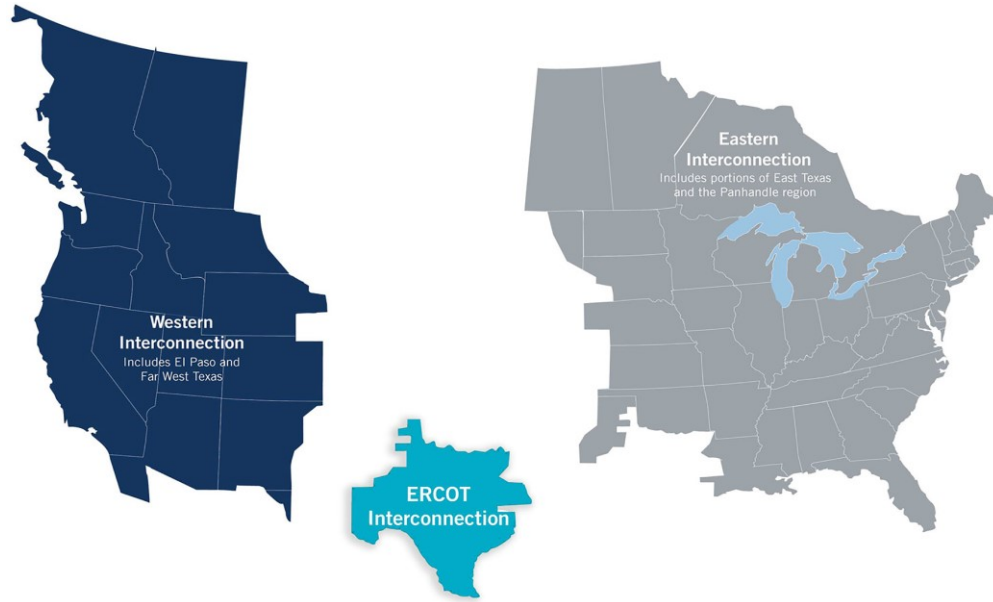 Eastern
Interconnection
Includes portions of East Texas
and the Panhandle region
Western
Interconnection
Includes El Paso and
Far West Texas
ERCOT
Interconnection